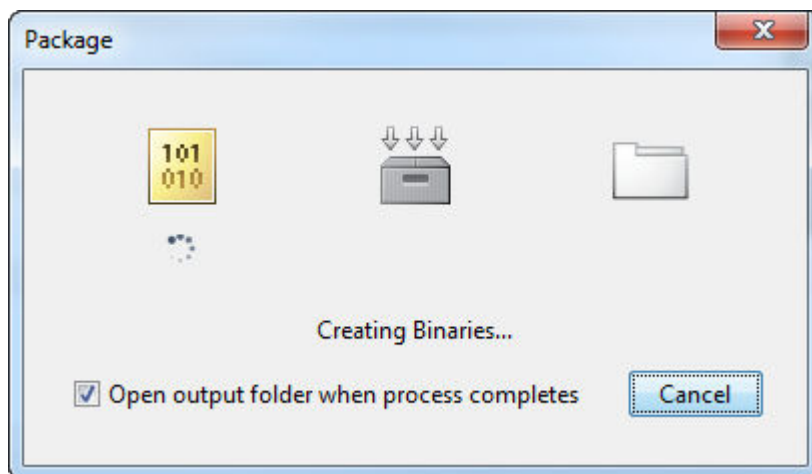 Package
101
010
Creating Binaries...
Open output folder when process completes
Cancel